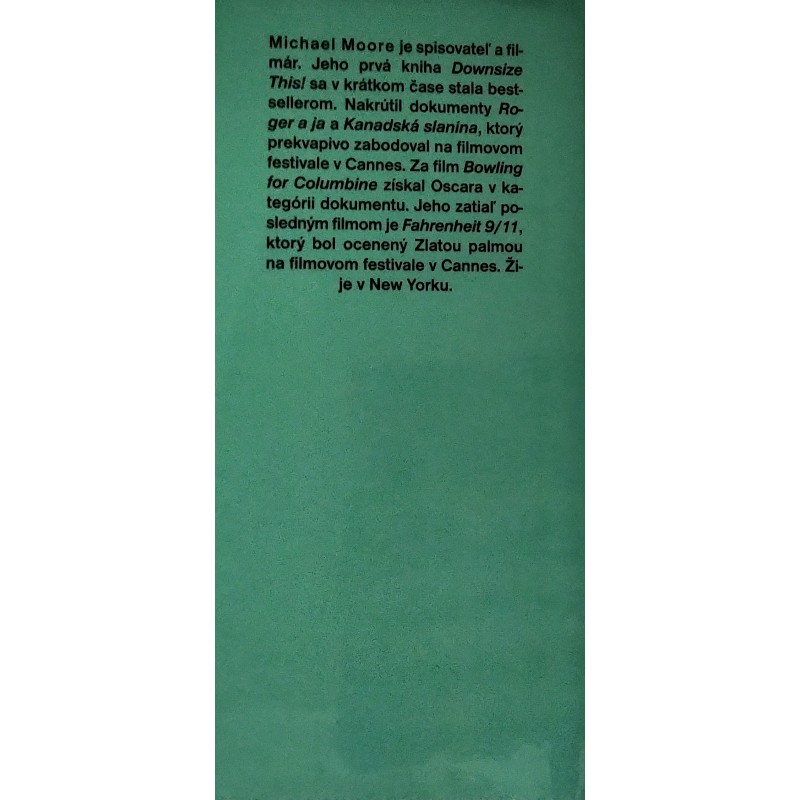 Michael Moore je spisovateľ a fil-
már. Jeho prvá kniha Downsize
This! sa v krátkom čase stala best-
sellerom. Nakrútil dokumenty Ro-
ger a ja a Kanadská slanina, ktorý
prekvapivo zabodoval na filmovom
festivale v Cannes. Za film Bowling
for Columbine získal Oscara v ka-
tegórii dokumentu. Jeho zatiaľ po-
sledným filmom je Fahrenheit 9/11,
ktorý bol ocenený Zlatou palmou
na filmovom festivale v Cannes. Ži-
je v New Yorku.